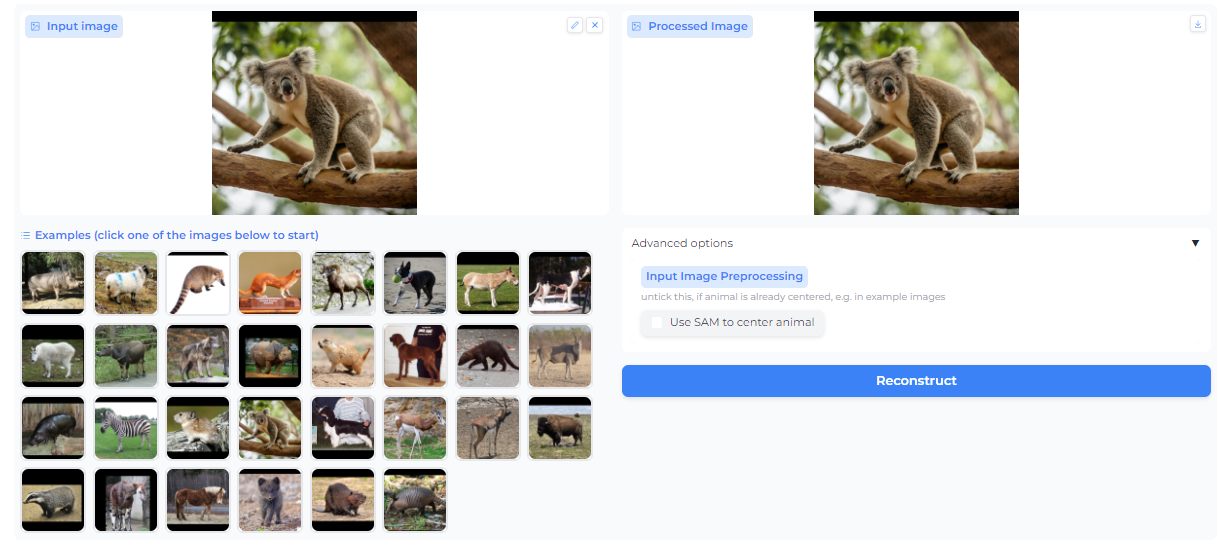 Input image
Processed Image
Examples (click one of the images below to start)
Advanced options
Input Image Preprocessing
untick this, if animal is already centered, e.g. in example images
Use SAM to center animal
Reconstruct